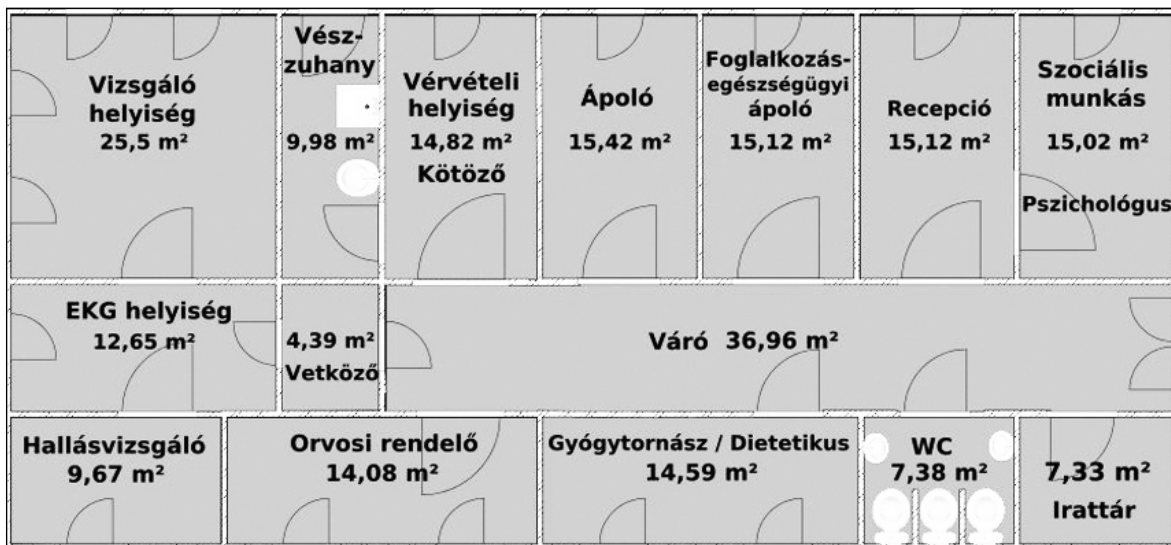 Vizsgáló
helyiség
25,5 m²
Vész-
zuhany
9,98 m²
Vérvételi
helyiség
14,82 m²
Kötöző
Ápoló
15,42 m²
Foglalkozás-
egészségügyi
ápoló
15,12 m²
Recepció
15,12 m²
Szociális
munkás
15,02 m²
Pszichológus
EKG helyiség
12,65 m²
4,39 m²
Vetköző
Váró 36,96 m²
Hallásvizsgáló
9,67 m²
Orvosi rendelő
14,08 m²
Gyógytornász / Dietetikus
14,59 m²
WC
7,38 m²
7,33 m²
Irattár